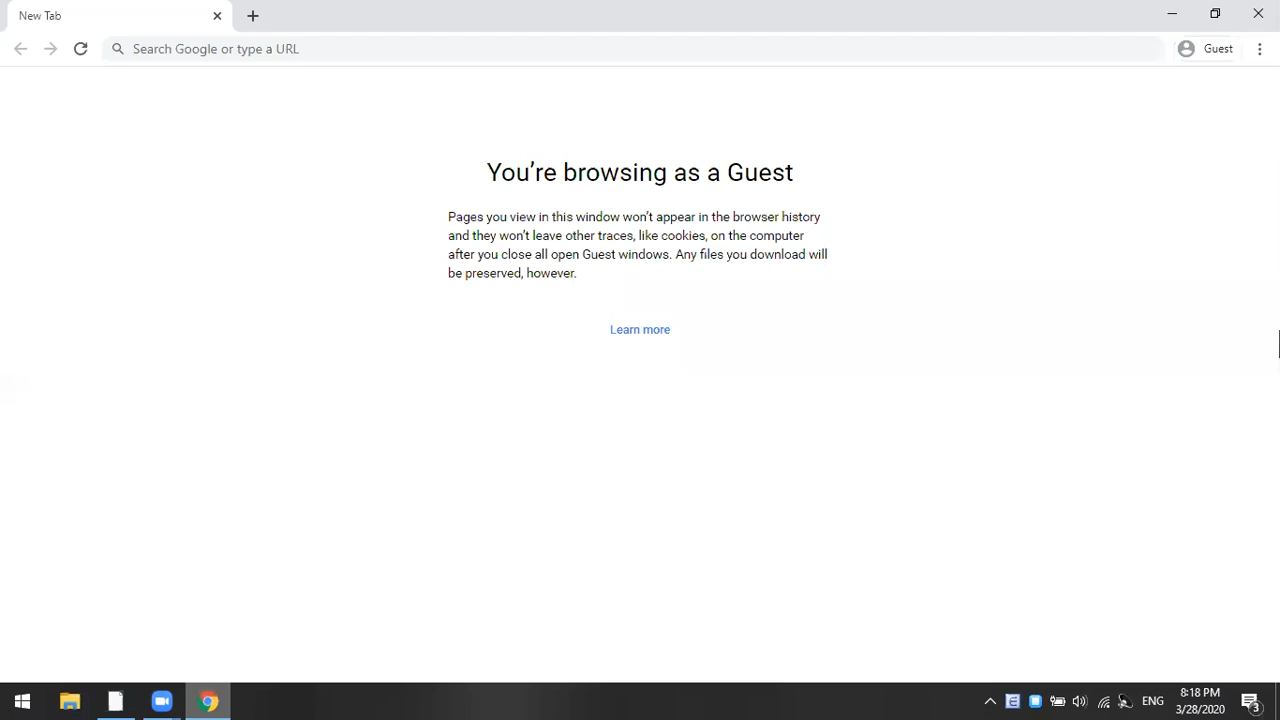 New Tab
Search Google or type a URL
Guest
You're browsing as a Guest
Pages you view in this window won't appear in the browser history
and they won't leave other traces, like cookies, on the computer
after you close all open Guest windows. Any files you download will
be preserved, however.
Learn more
ENG
8:18 PM
3/28/2020
3